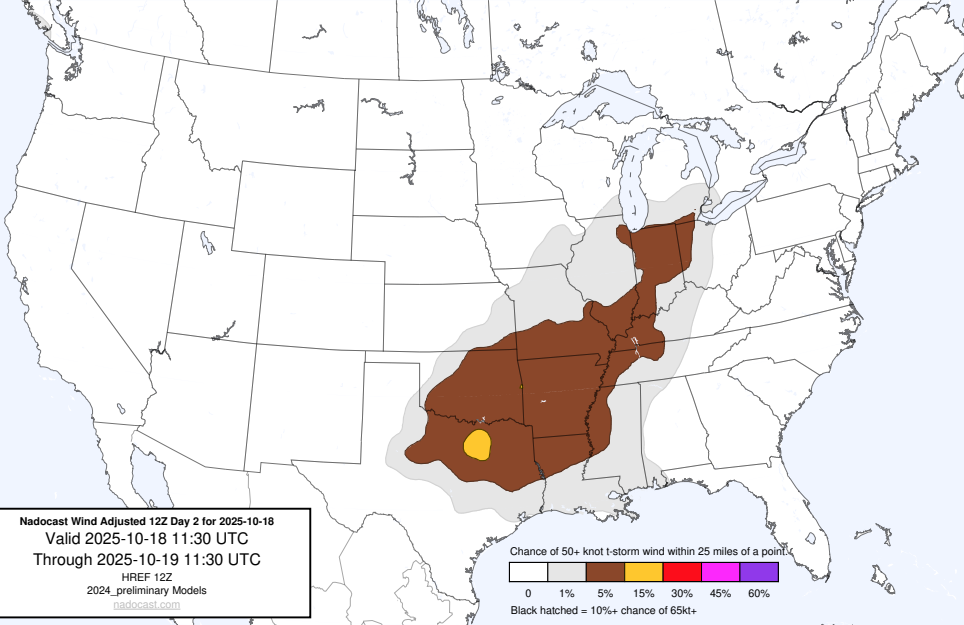 Nadocast Wind Adjusted 12Z Day 2 for 2025-10-18
Valid 2025-10-18 11:30 UTC
Through 2025-10-19 11:30 UTC
HREF 12Z
2024_preliminary Models
nadocast.com
Chance of 50+ knot t-storm wind within 25 miles of a point.
0 1% 5% 15% 30% 45% 60%
Black hatched = 10%+ chance of 65kt+